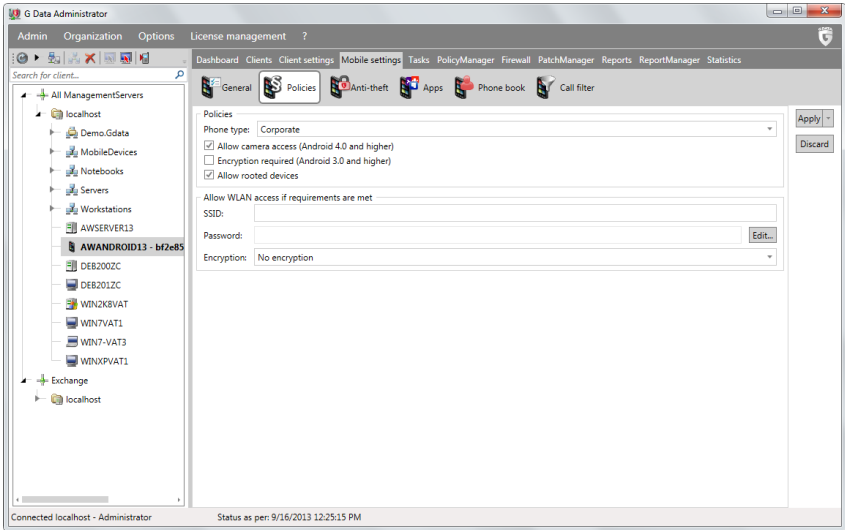 G Data Administrator
Admin Organization Options License management ?
Search for client...
Dashboard Clients Client settings Mobile settings Tasks PolicyManager Firewall PatchManager Reports ReportManager Statistics
General Policies Anti-theft Apps Phone book Call filter
All ManagementServers
localhost
Demo.Gdata
MobileDevices
Notebooks
Servers
Workstations
AWSERVER13
AWANDROID13 - bf2e85
DEB200ZC
DEB201ZC
WIN2K8VAT
WIN7VAT1
WIN7-VAT3
WINXPVAT1
Exchange
localhost
Policies
Phone type: Corporate
Allow camera access (Android 4.0 and higher)
Encryption required (Android 3.0 and higher)
Allow rooted devices
Allow WLAN access if requirements are met
SSID:
Password: Edit...
Encryption: No encryption
Apply
Discard
Connected localhost - Administrator Status as per: 9/16/2013 12:25:15 PM